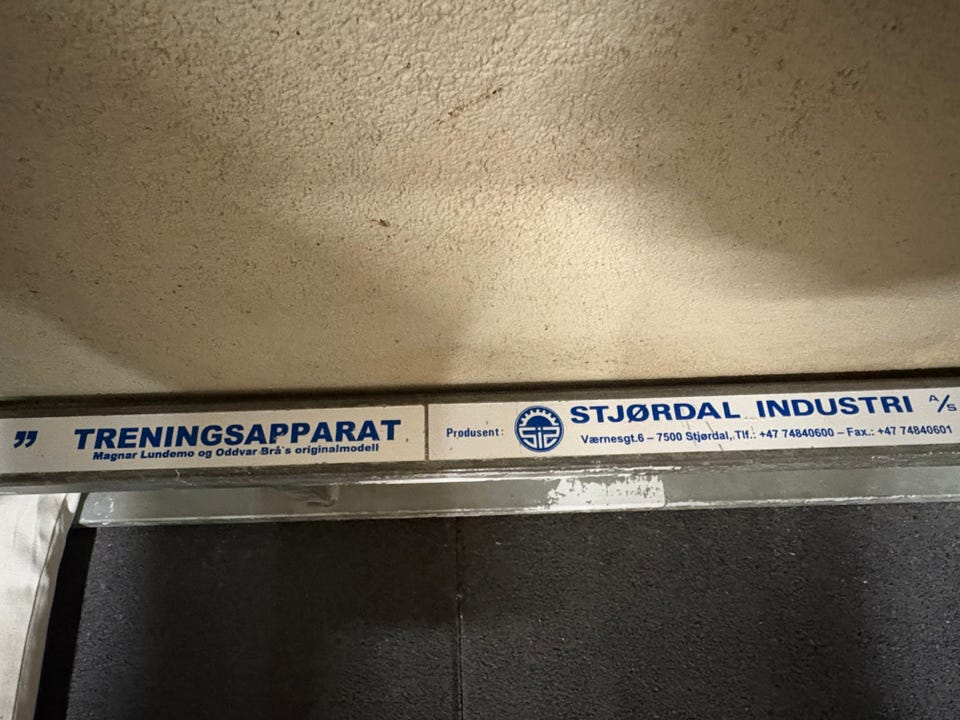 ” TRENINGSAPPARAT
Magnar Lundemo og Oddvar Brå's originalmodell
Produsent: SIS STJØRDAL INDUSTRI A/S
Værnesgt.6 – 7500 Stjørdal, Tlf.: +47 74840600 – Fax.: +47 74840601